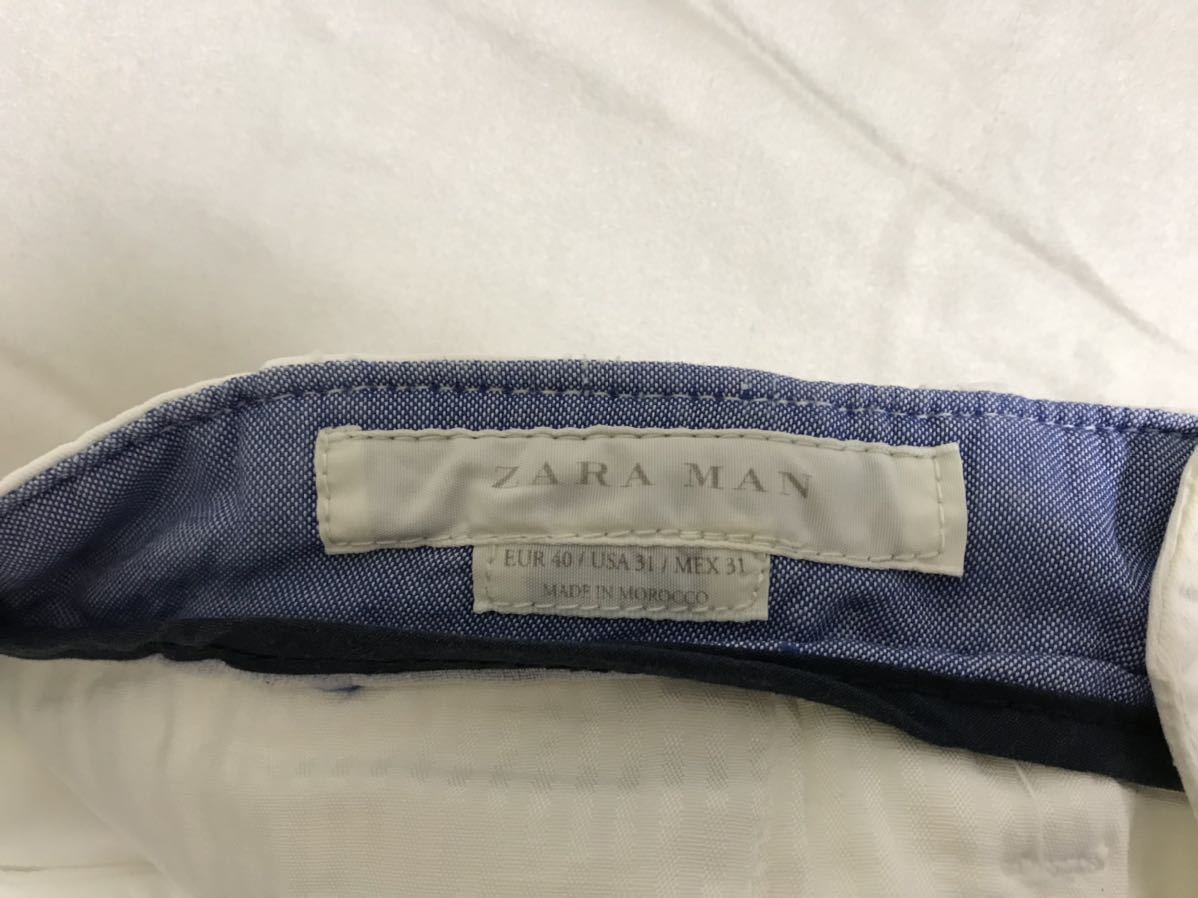 ZARA MAN
EUR 40 / USA 31 / MEX 31
MADE IN MOROCCO